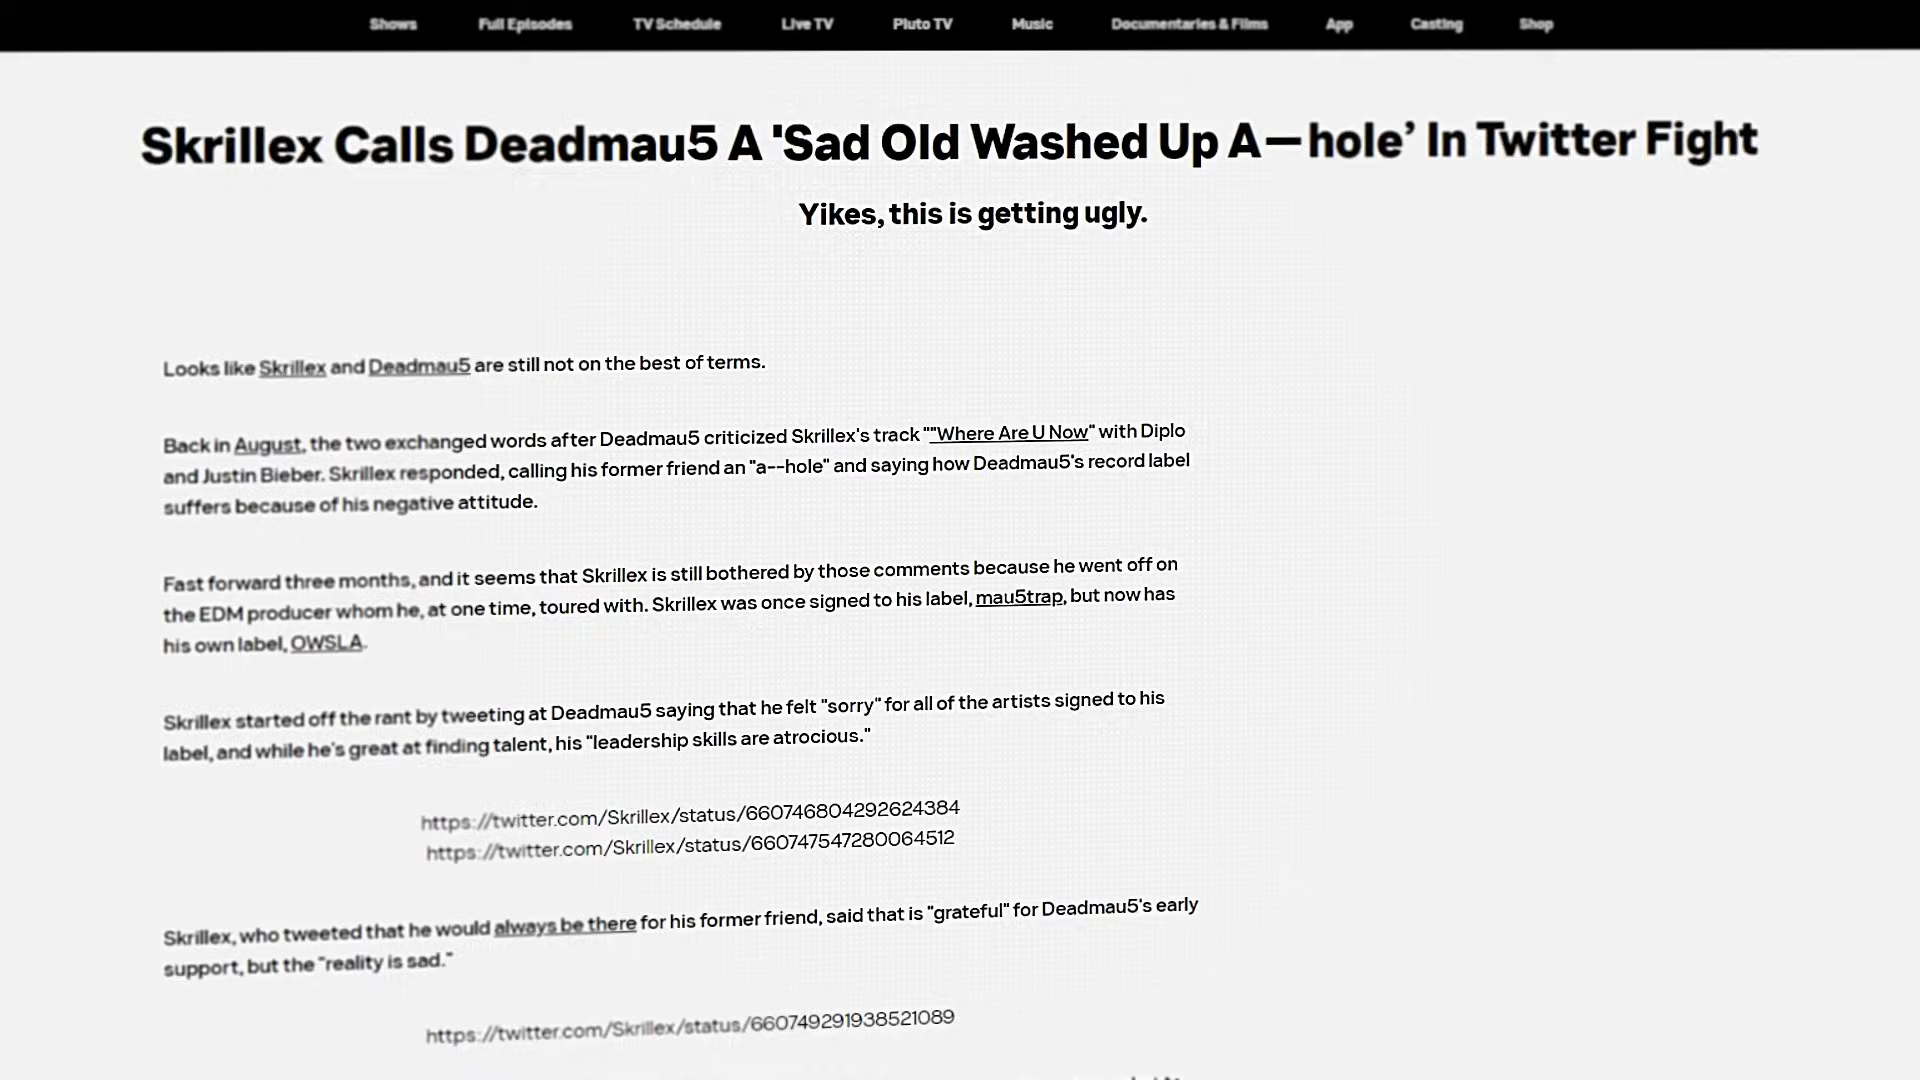 Shows Full Episodes TV Schedule Live TV Pluto TV Music Documentaries & Films App Casting Shop
Skrillex Calls Deadmau5 A 'Sad Old Washed Up A—hole’ In Twitter Fight
Yikes, this is getting ugly.
Looks like Skrillex and Deadmau5 are still not on the best of terms.
Back in August, the two exchanged words after Deadmau5 criticized Skrillex's track ""Where Are U Now" with Diplo
and Justin Bieber. Skrillex responded, calling his former friend an "a--hole" and saying how Deadmau5's record label
suffers because of his negative attitude.
Fast forward three months, and it seems that Skrillex is still bothered by those comments because he went off on
the EDM producer whom he, at one time, toured with. Skrillex was once signed to his label, mau5trap, but now has
his own label, OWSLA.
Skrillex started off the rant by tweeting at Deadmau5 saying that he felt "sorry" for all of the artists signed to his
label, and while he's great at finding talent, his "leadership skills are atrocious."
https://twitter.com/Skrillex/status/660746804292624384
https://twitter.com/Skrillex/status/660747547280064512
Skrillex, who tweeted that he would always be there for his former friend, said that is "grateful" for Deadmau5's early
support, but the "reality is sad."
https://twitter.com/Skrillex/status/660749291938521089